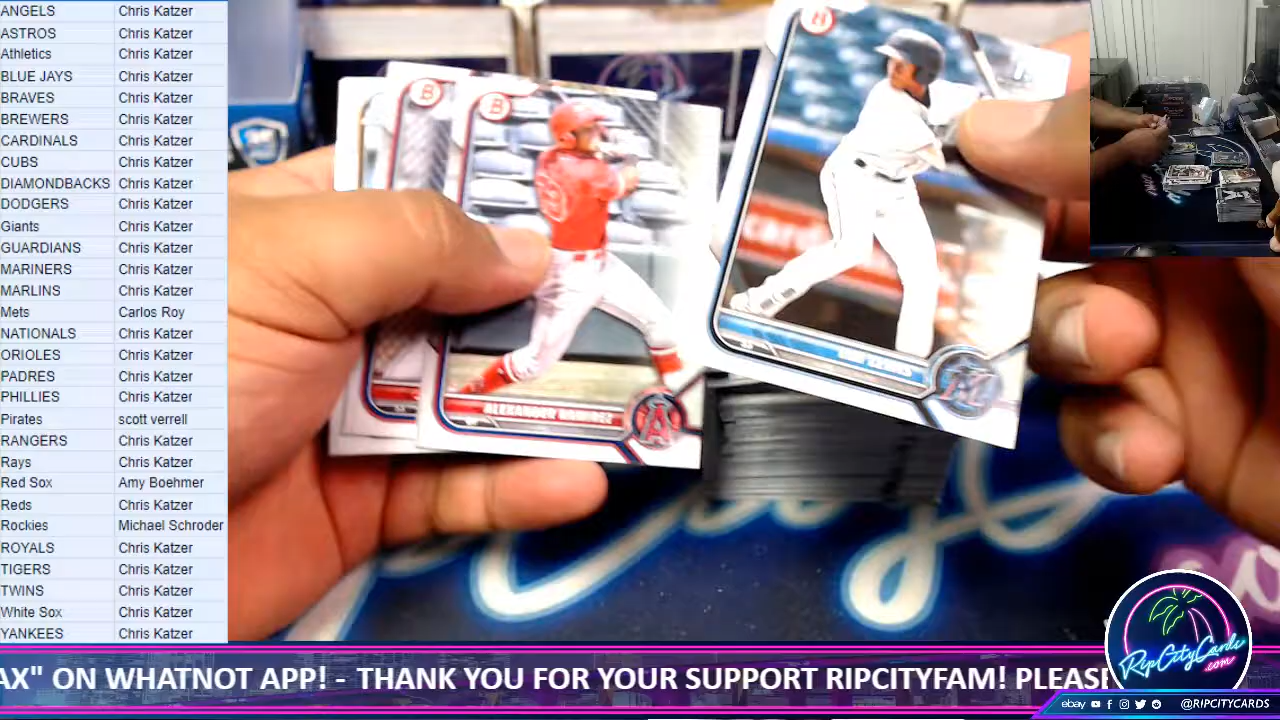 ANGELS Chris Katzer
ASTROS Chris Katzer
Athletics Chris Katzer
BLUE JAYS Chris Katzer
BRAVES Chris Katzer
BREWERS Chris Katzer
CARDINALS Chris Katzer
CUBS Chris Katzer
DIAMONDBACKS Chris Katzer
DODGERS Chris Katzer
Giants Chris Katzer
GUARDIANS Chris Katzer
MARINERS Chris Katzer
MARLINS Chris Katzer
Mets Carlos Roy
NATIONALS Chris Katzer
ORIOLES Chris Katzer
PADRES Chris Katzer
PHILLIES Chris Katzer
Pirates scott verrell
RANGERS Chris Katzer
Rays Chris Katzer
Red Sox Amy Boehmer
Reds Chris Katzer
Rockies Michael Schroder
ROYALS Chris Katzer
TIGERS Chris Katzer
TWINS Chris Katzer
White Sox Chris Katzer
YANKEES Chris Katzer
B
B
ALEXANDER RAMIREZ
A
AX" ON WHATNOT APP! - THANK YOU FOR YOUR SUPPORT RIPCITYFAM! PLEASE
RipCityCards
.com
ebay @RIPCITYCARDS